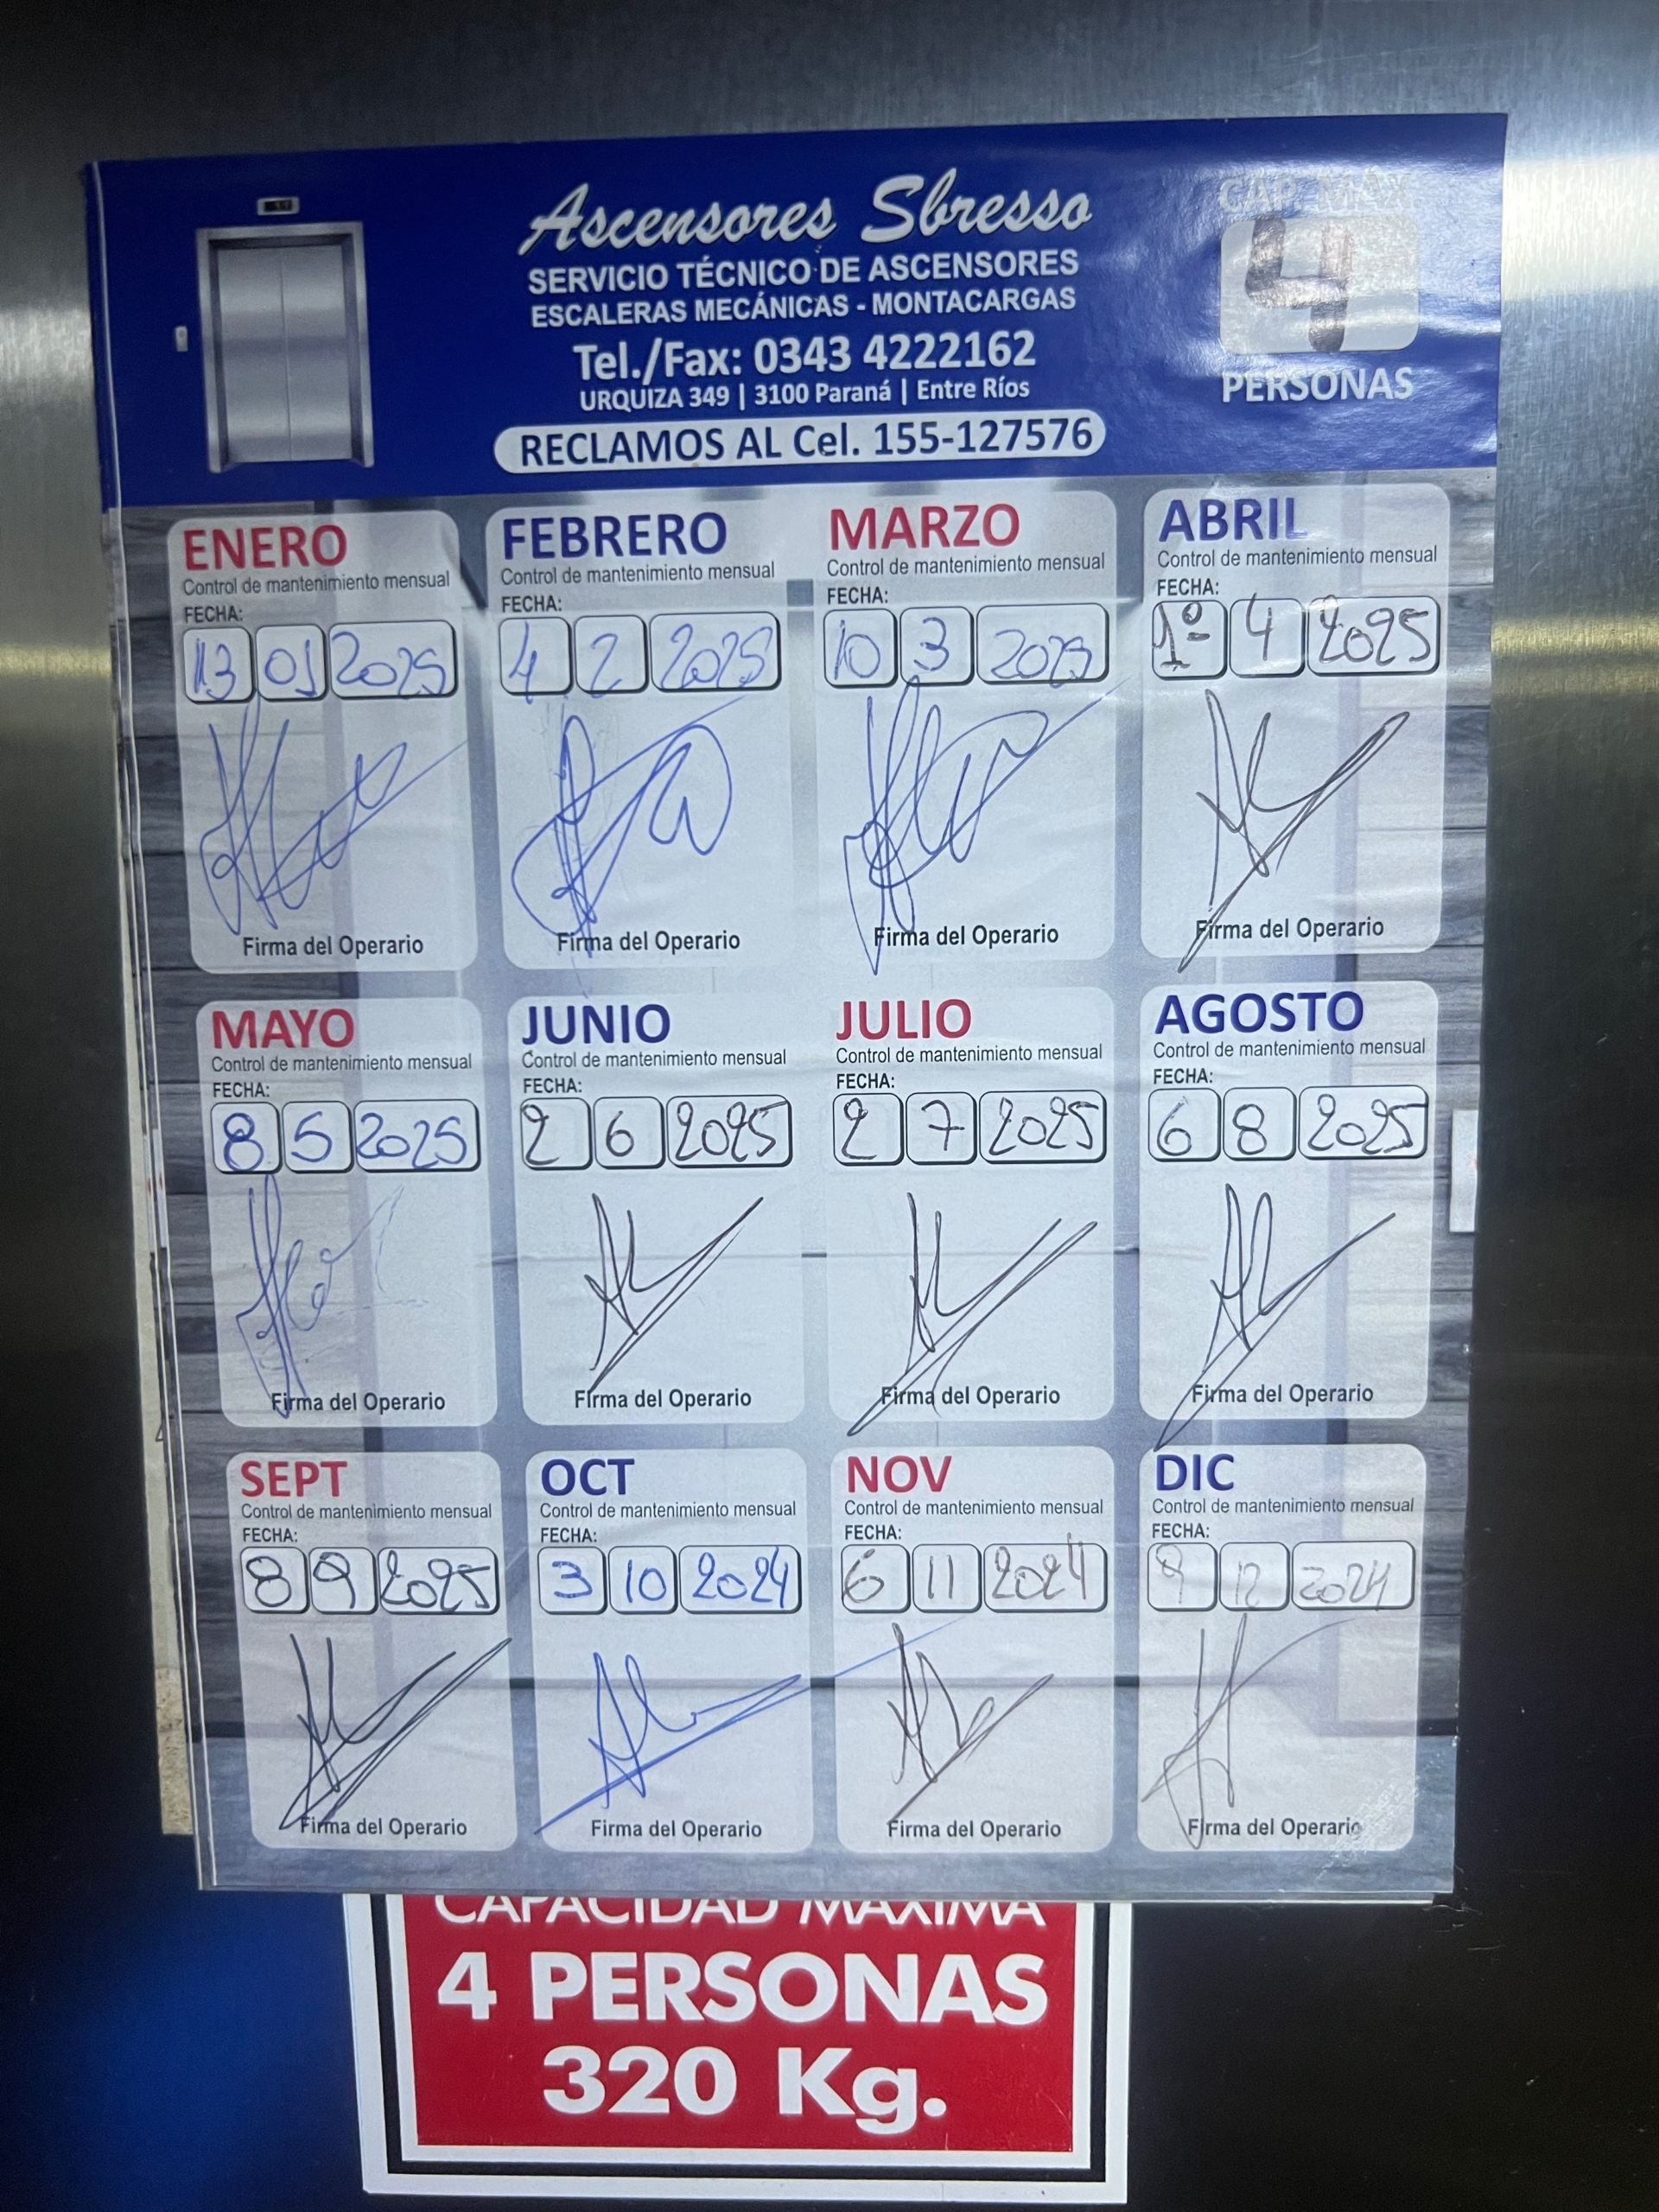 Ascensores Sbresso
SERVICIO TÉCNICO DE ASCENSORES
ESCALERAS MECÁNICAS - MONTACARGAS
Tel./Fax: 0343 4222162
URQUIZA 349 | 3100 Paraná | Entre Ríos
RECLAMOS AL Cel. 155-127576
CAP. MÁX.
4
PERSONAS
ENERO
Control de mantenimiento mensual
FECHA:
13 01 2025
Firma del Operario
FEBRERO
Control de mantenimiento mensual
FECHA:
4 2 2025
Firma del Operario
MARZO
Control de mantenimiento mensual
FECHA:
10 3 2025
Firma del Operario
ABRIL
Control de mantenimiento mensual
FECHA:
1º 4 2025
Firma del Operario
MAYO
Control de mantenimiento mensual
FECHA:
8 5 2025
Firma del Operario
JUNIO
Control de mantenimiento mensual
FECHA:
2 6 2025
Firma del Operario
JULIO
Control de mantenimiento mensual
FECHA:
2 7 2025
Firma del Operario
AGOSTO
Control de mantenimiento mensual
FECHA:
6 8 2025
Firma del Operario
SEPT
Control de mantenimiento mensual
FECHA:
8 9 2025
Firma del Operario
OCT
Control de mantenimiento mensual
FECHA:
3 10 2024
Firma del Operario
NOV
Control de mantenimiento mensual
FECHA:
6 11 2024
Firma del Operario
DIC
Control de mantenimiento mensual
FECHA:
9 12 2024
Firma del Operario
CAPACIDAD MAXIMA
4 PERSONAS
320 Kg.